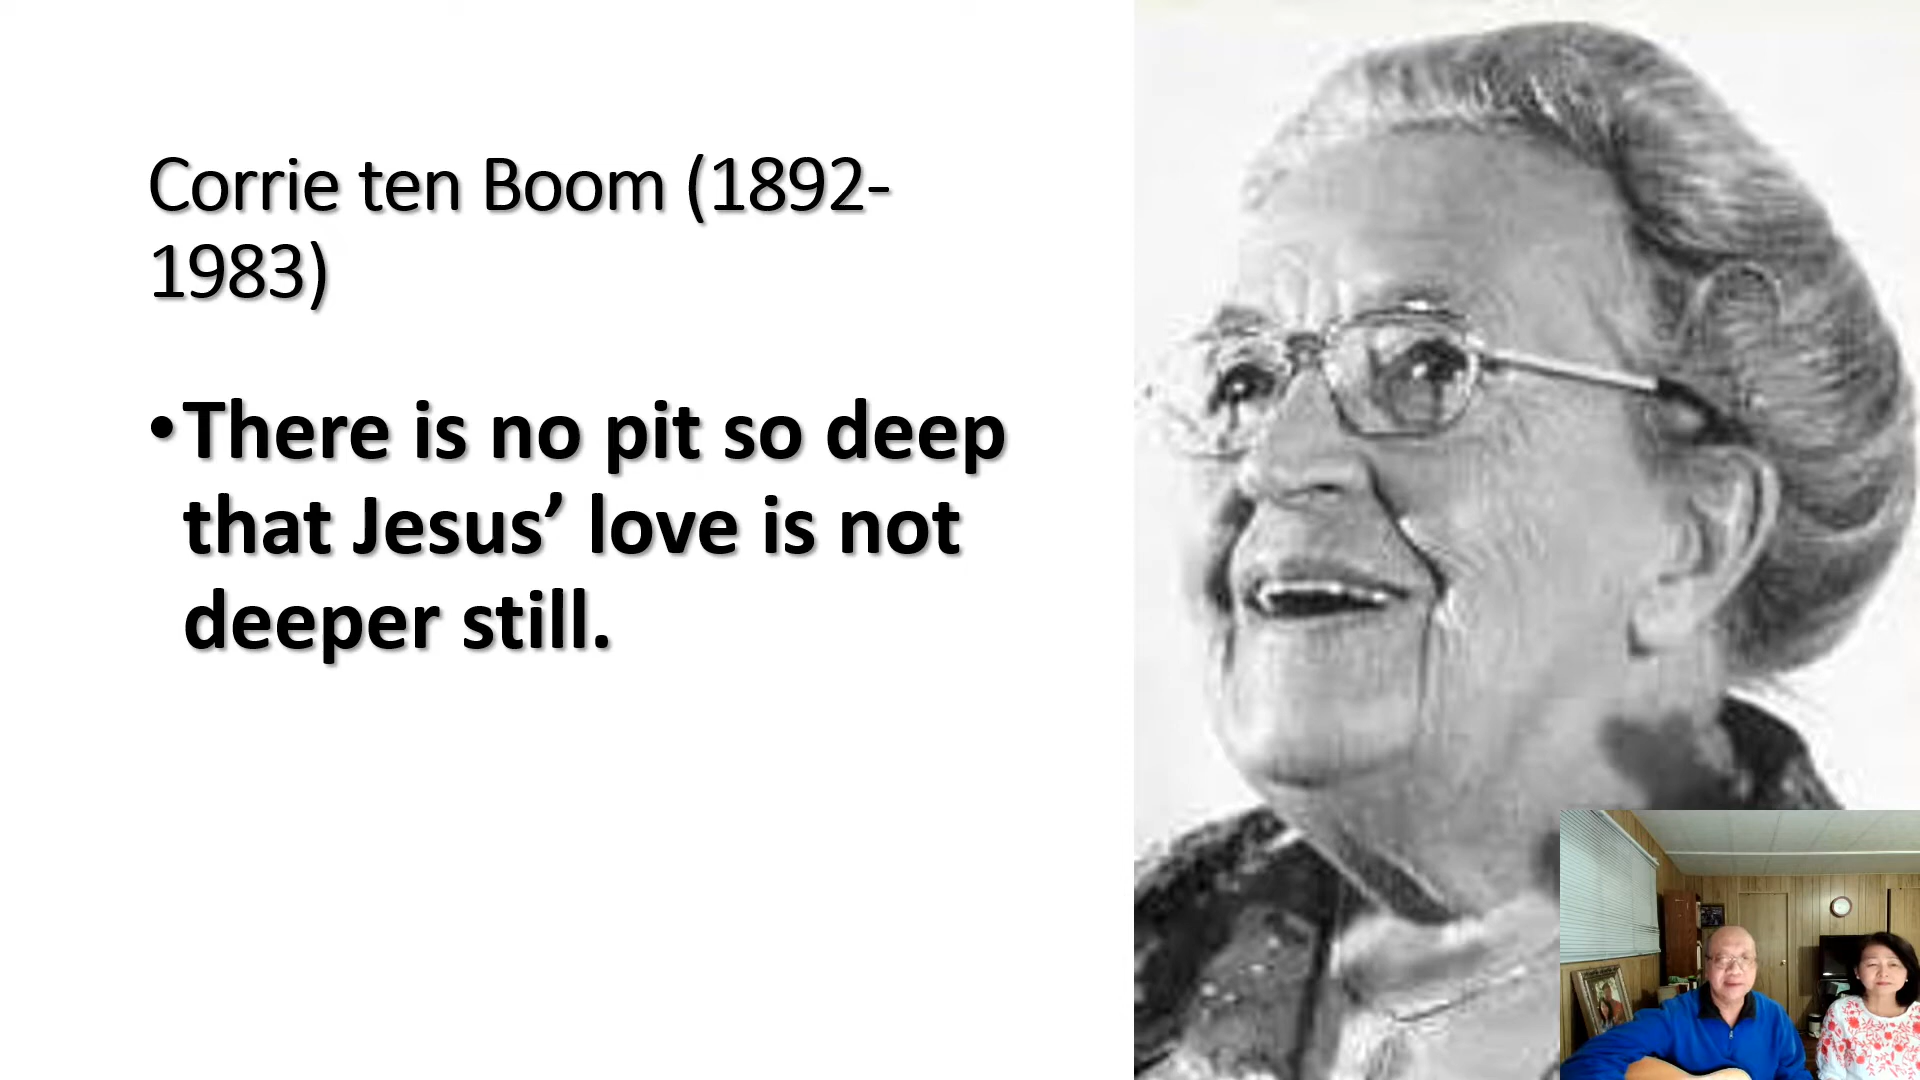 Corrie ten Boom (1892-
1983)
•There is no pit so deep
that Jesus’ love is not
deeper still.